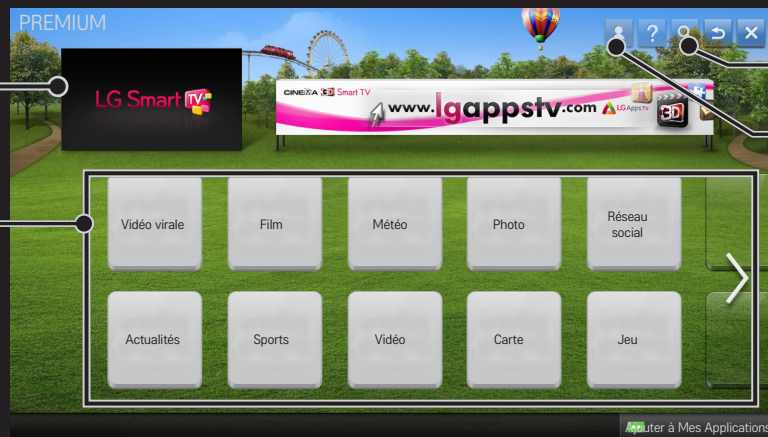 PREMIUM
?
LG Smart TV
CINEMA 3D Smart TV
www.lgappstv.com
LG Apps TV
3D
Vidéo virale
Film
Météo
Photo
Réseau
social
Actualités
Sports
Vidéo
Carte
Jeu
Ajouter à Mes Applications